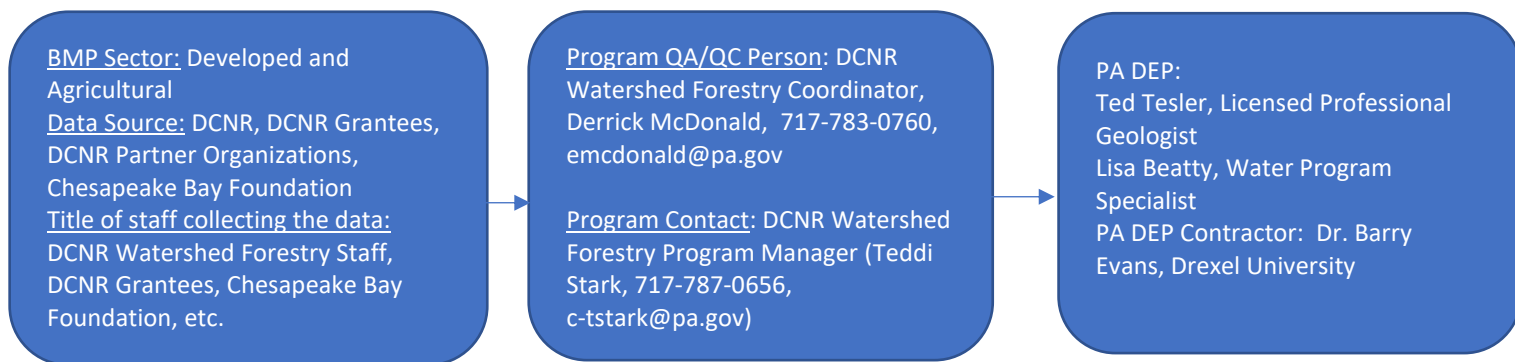 BMP Sector: Developed and
Agricultural
Data Source: DCNR, DCNR Grantees,
DCNR Partner Organizations,
Chesapeake Bay Foundation
Title of staff collecting the data:
DCNR Watershed Forestry Staff,
DCNR Grantees, Chesapeake Bay
Foundation, etc.
Program QA/QC Person: DCNR
Watershed Forestry Coordinator,
Derrick McDonald, 717-783-0760,
emcdonald@pa.gov
Program Contact: DCNR Watershed
Forestry Program Manager (Teddi
Stark, 717-787-0656,
c-tstark@pa.gov)
PA DEP:
Ted Tesler, Licensed Professional
Geologist
Lisa Beatty, Water Program
Specialist
PA DEP Contractor: Dr. Barry
Evans, Drexel University